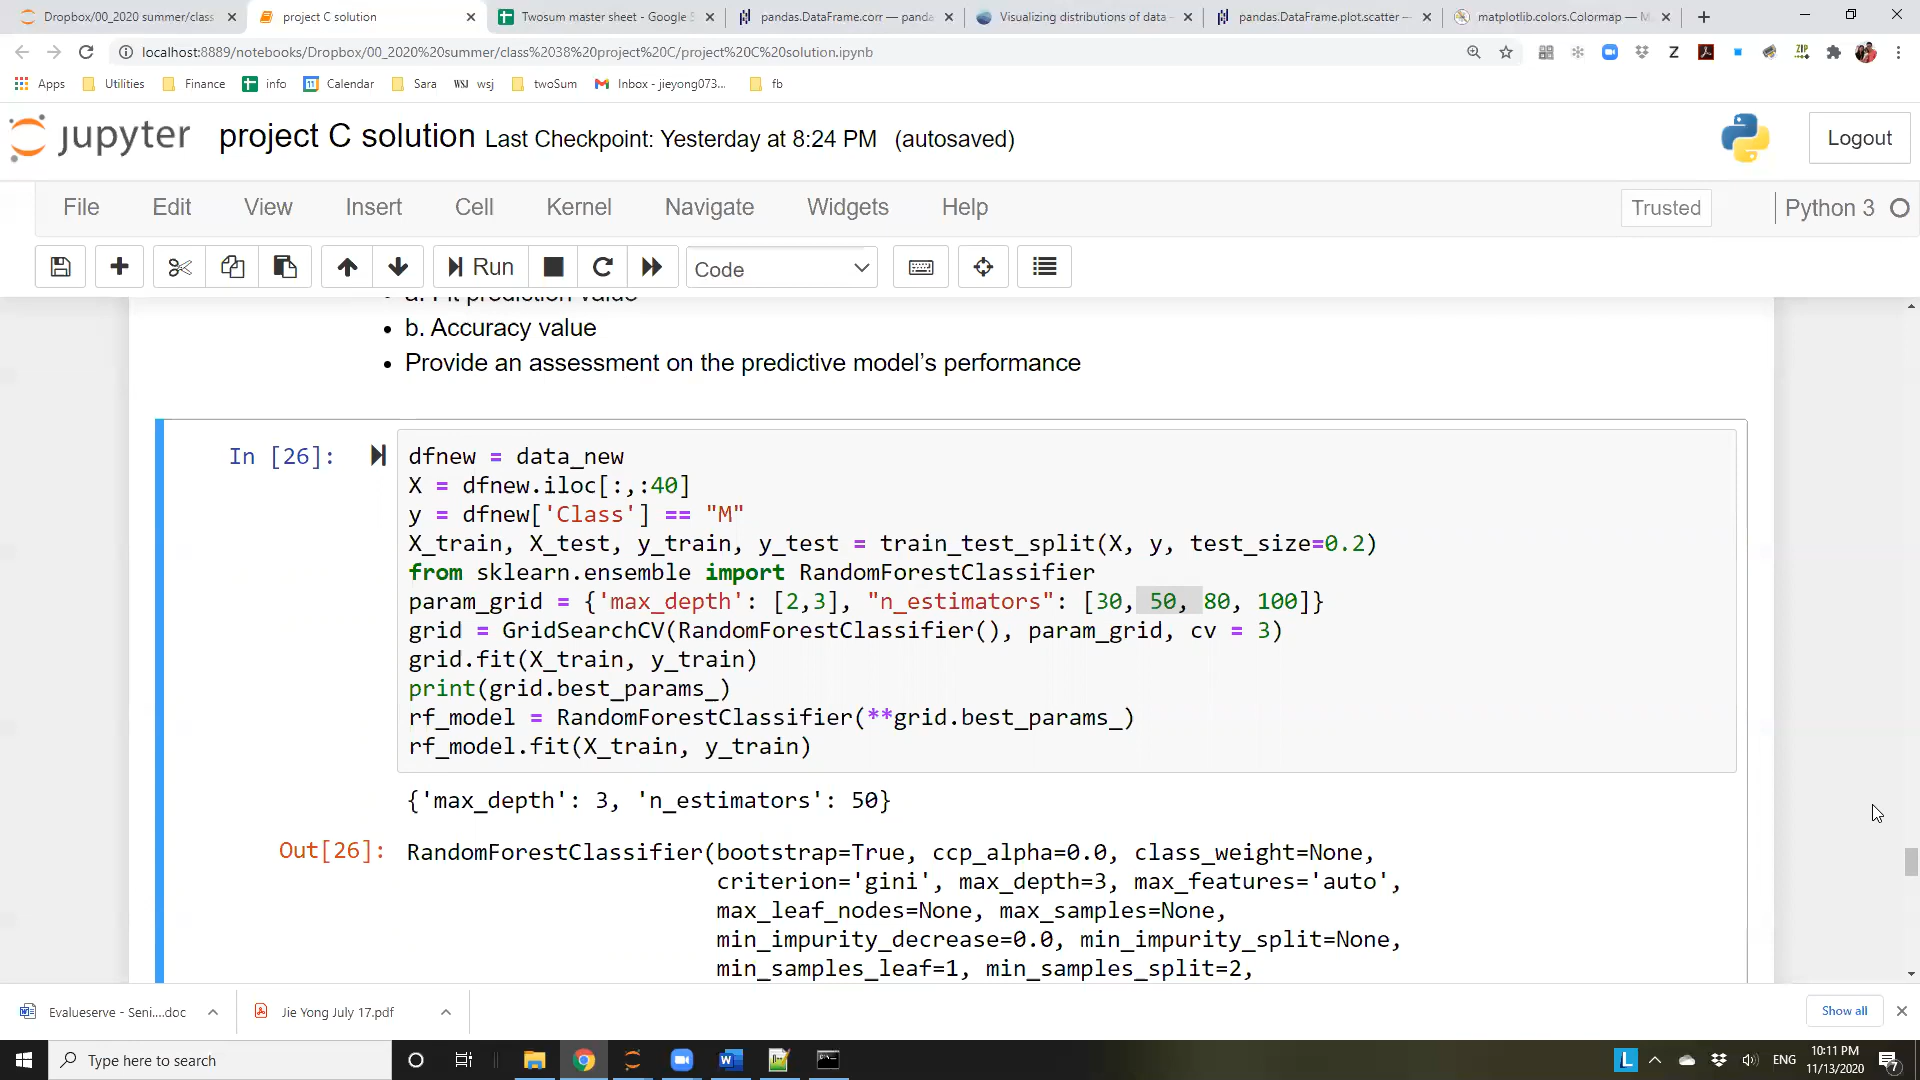 Dropbox/00_2020 summer/class
project C solution
Twosum master sheet - Google S
pandas.DataFrame.corr — panda
Visualizing distributions of data —
pandas.DataFrame.plot.scatter —
matplotlib.colors.Colormap — M
localhost:8889/notebooks/Dropbox/00_2020%20summer/class%2038%20project%20C/project%20C%20solution.ipynb
Apps
Utilities
Finance
info
Calendar
Sara
WSJ wsj
twoSum
Inbox - jieyong073...
fb
jupyter project C solution Last Checkpoint: Yesterday at 8:24 PM (autosaved)
Logout
File Edit View Insert Cell Kernel Navigate Widgets Help
Trusted
Python 3
Run
Code
a. Fit prediction value
b. Accuracy value
Provide an assessment on the predictive model’s performance
In [26]:
dfnew = data_new
X = dfnew.iloc[:,:40]
y = dfnew['Class'] == "M"
X_train, X_test, y_train, y_test = train_test_split(X, y, test_size=0.2)
from sklearn.ensemble import RandomForestClassifier
param_grid = {'max_depth': [2,3], "n_estimators": [30, 50, 80, 100]}
grid = GridSearchCV(RandomForestClassifier(), param_grid, cv = 3)
grid.fit(X_train, y_train)
print(grid.best_params_)
rf_model = RandomForestClassifier(**grid.best_params_)
rf_model.fit(X_train, y_train)
{'max_depth': 3, 'n_estimators': 50}
Out[26]: RandomForestClassifier(bootstrap=True, ccp_alpha=0.0, class_weight=None,
criterion='gini', max_depth=3, max_features='auto',
max_leaf_nodes=None, max_samples=None,
min_impurity_decrease=0.0, min_impurity_split=None,
min_samples_leaf=1, min_samples_split=2,
Evalueserve - Seni....doc
Jie Yong July 17.pdf
Show all
Type here to search
ENG
10:11 PM
11/13/2020